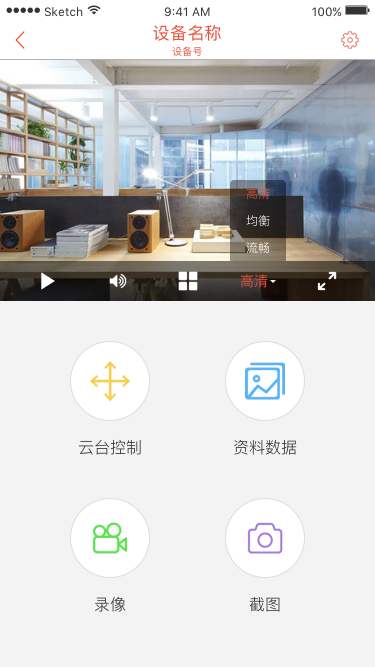 Sketch
9:41 AM
100%
设备名称
设备号
高清
均衡
流畅
高清
云台控制
资料数据
录像
截图